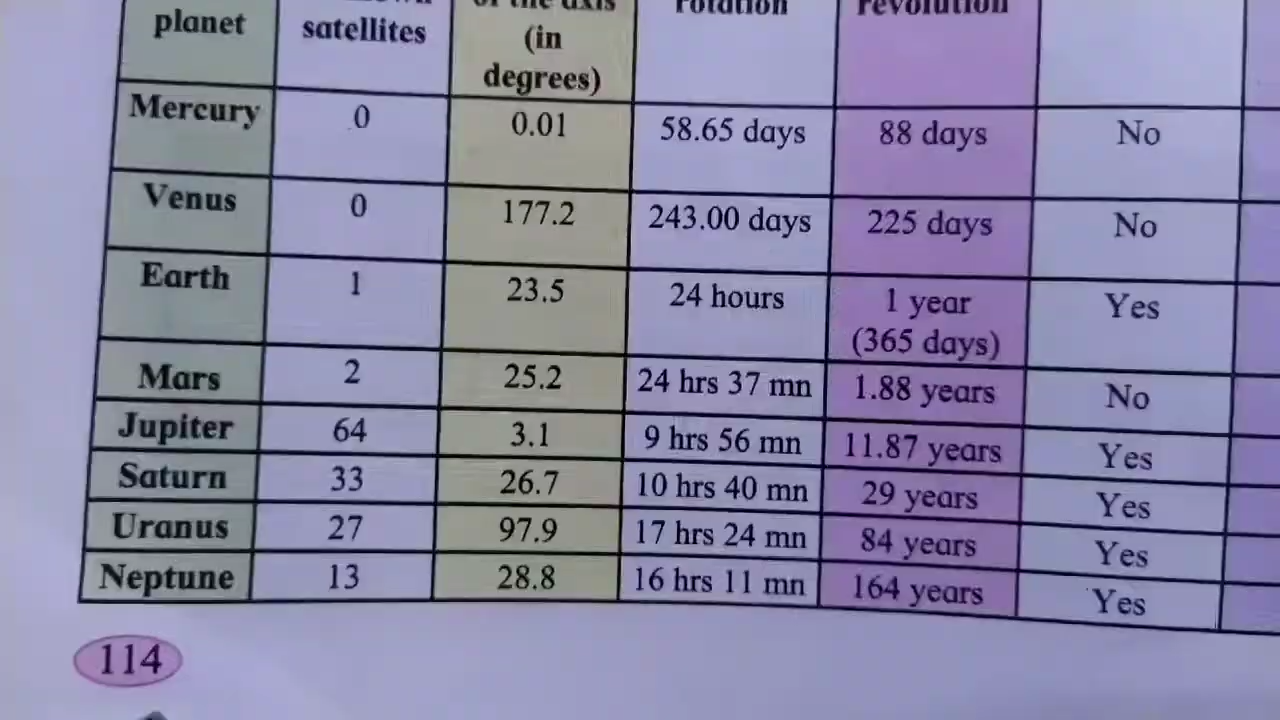 planet satellites of the axis rotation revolution
(in
degrees)
Mercury 0 0.01 58.65 days 88 days No
Venus 0 177.2 243.00 days 225 days No
Earth 1 23.5 24 hours 1 year Yes
(365 days)
Mars 2 25.2 24 hrs 37 mn 1.88 years No
Jupiter 64 3.1 9 hrs 56 mn 11.87 years Yes
Saturn 33 26.7 10 hrs 40 mn 29 years Yes
Uranus 27 97.9 17 hrs 24 mn 84 years Yes
Neptune 13 28.8 16 hrs 11 mn 164 years Yes
114